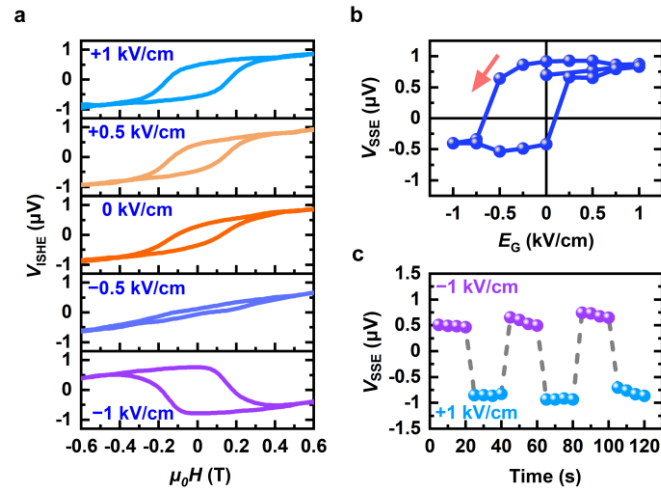 a
+1 kV/cm
1
0
-1
+0.5 kV/cm
1
0
-1
0 kV/cm
1
0
-1
−0.5 kV/cm
1
0
-1
−1 kV/cm
1
0
-1
-0.6 -0.4 -0.2 0 0.2 0.4 0.6
V_ISHE (µV)
µ₀H (T)
b
1.0
0.5
0
-0.5
-1.0
-1 -0.5 0 0.5 1
V_SSE (µV)
E_G (kV/cm)
c
−1 kV/cm
+1 kV/cm
1.5
1.0
0.5
0
-0.5
-1
-1.5
0 20 40 60 80 100 120
V_SSE (µV)
Time (s)